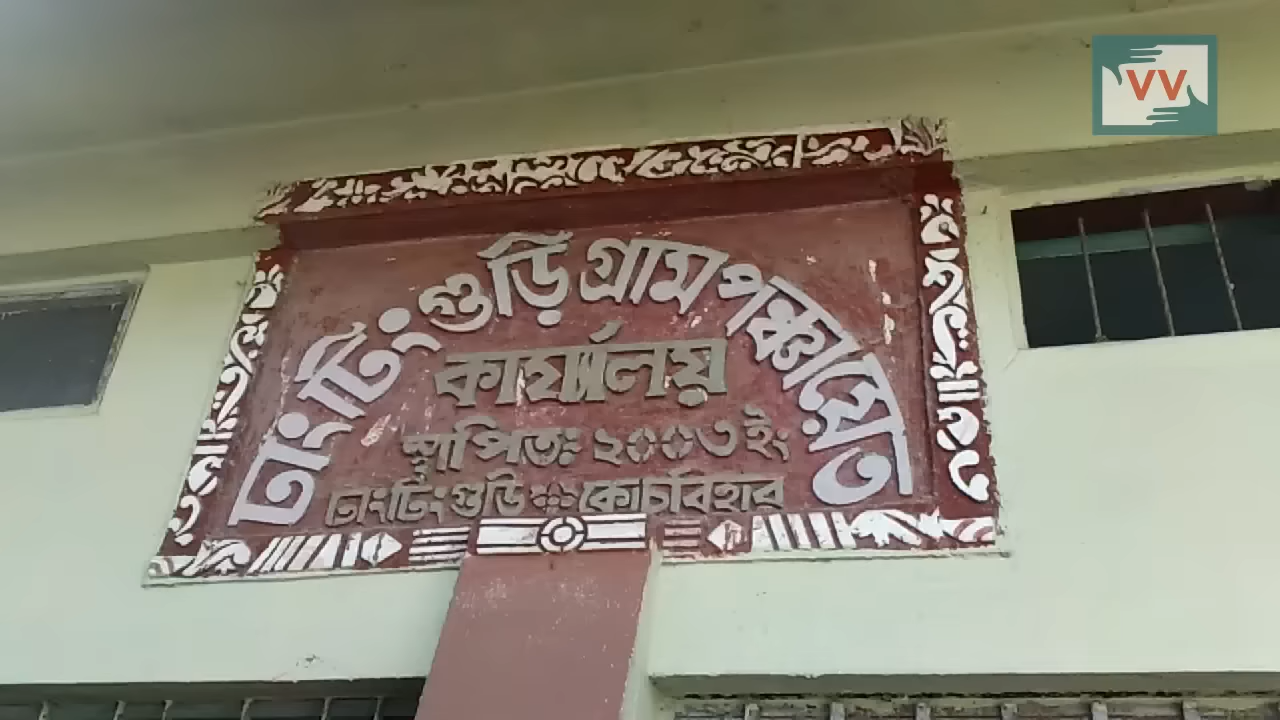 VV
ঢাংঢিংগুড়ি গ্রাম পঞ্চায়েত
কার্য্যালয়
স্থাপিতঃ ২০০৩ ইং
ঢাংঢিংগুড়ি কোচবিহার